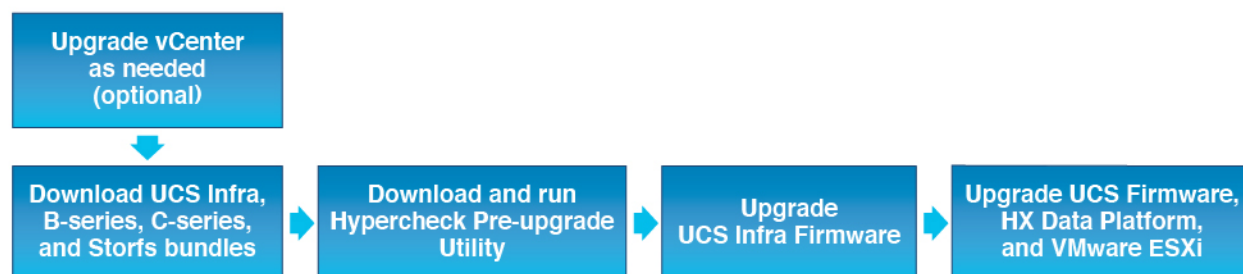 Upgrade vCenter
as needed
(optional)
Download UCS Infra,
B-series, C-series,
and Storfs bundles
Download and run
Hypercheck Pre-upgrade
Utility
Upgrade
UCS Infra Firmware
Upgrade UCS Firmware,
HX Data Platform,
and VMware ESXi